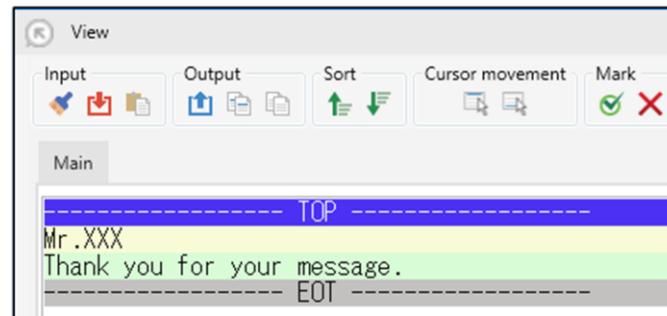 View
Input Output Sort Cursor movement Mark
Main
------------------ TOP ------------------
Mr.XXX
Thank you for your message.
------------------ EOT ------------------